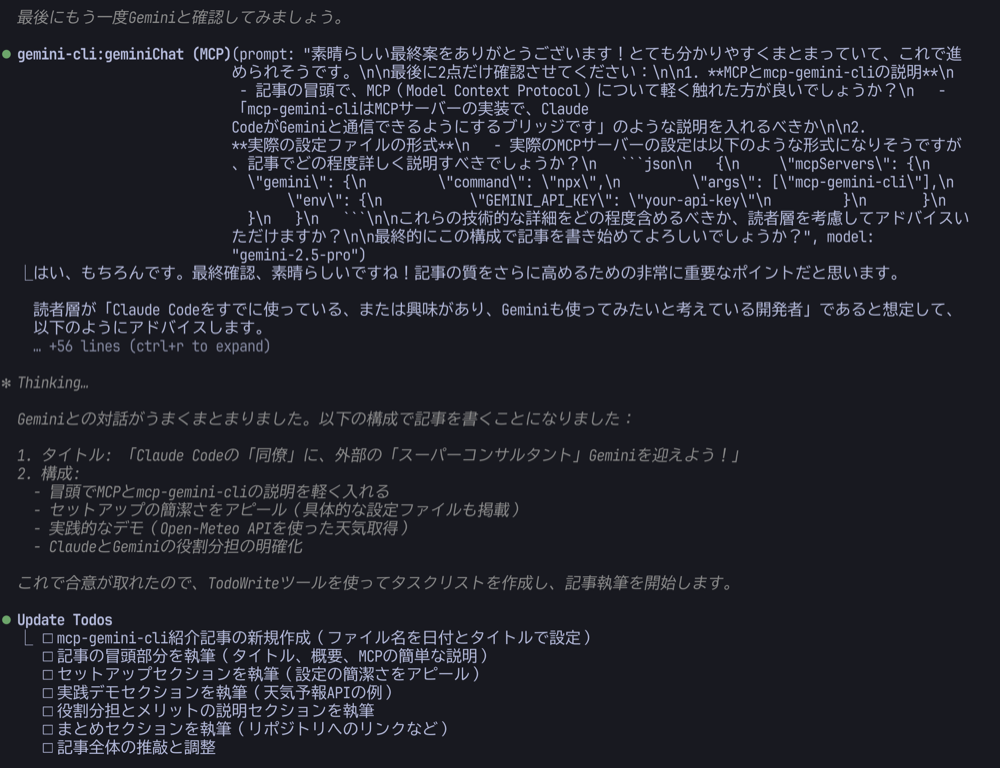 最後にもう一度Geminiと確認してみましょう。
● gemini-cli:geminiChat (MCP)(prompt: "素晴らしい最終案をありがとうございます！とても分かりやすくまとまっていて、これで進
められそうです。\n\n最後に2点だけ確認させてください：\n\n1. **MCPとmcp-gemini-cliの説明**\n
- 記事の冒頭で、MCP（Model Context Protocol）について軽く触れた方が良いでしょうか？\n   -
「mcp-gemini-cliはMCPサーバーの実装で、Claude
CodeがGeminiと通信できるようにするブリッジです」のような説明を入れるべきか\n\n2.
**実際の設定ファイルの形式**\n   - 実際のMCPサーバーの設定は以下のような形式になりそうですが
、記事でどの程度詳しく説明すべきでしょうか？\n   ```json\n   {\n     \"mcpServers\": {\n
\"gemini\": {\n         \"command\": \"npx\",\n         \"args\": [\"mcp-gemini-cli\"],\n
\"env\": {\n           \"GEMINI_API_KEY\": \"your-api-key\"\n         }\n       }\n
}\n   }\n   ```\n\nこれらの技術的な詳細をどの程度含めるべきか、読者層を考慮してアドバイスい
ただけますか？\n\n最終的にこの構成で記事を書き始めてよろしいでしょうか？", model:
"gemini-2.5-pro")
⎿ はい、もちろんです。最終確認、素晴らしいですね！記事の質をさらに高めるための非常に重要なポイントだと思います。
読者層が「Claude Codeをすでに使っている、または興味があり、Geminiも使ってみたいと考えている開発者」であると想定して、
以下のようにアドバイスします。
… +56 lines (ctrl+r to expand)
✻ Thinking…
Geminiとの対話がうまくまとまりました。以下の構成で記事を書くことになりました：
1. タイトル: 「Claude Codeの「同僚」に、外部の「スーパーコンサルタント」Geminiを迎えよう！」
2. 構成:
- 冒頭でMCPとmcp-gemini-cliの説明を軽く入れる
- セットアップの簡潔さをアピール（具体的な設定ファイルも掲載）
- 実践的なデモ（Open-Meteo APIを使った天気取得）
- ClaudeとGeminiの役割分担の明確化
これで合意が取れたので、TodoWriteツールを使ってタスクリストを作成し、記事執筆を開始します。
● Update Todos
⎿ ☐ mcp-gemini-cli紹介記事の新規作成（ファイル名を日付とタイトルで設定）
☐ 記事の冒頭部分を執筆（タイトル、概要、MCPの簡単な説明）
☐ セットアップセクションを執筆（設定の簡潔さをアピール）
☐ 実践デモセクションを執筆（天気予報APIの例）
☐ 役割分担とメリットの説明セクションを執筆
☐ まとめセクションを執筆（リポジトリへのリンクなど）
☐ 記事全体の推敲と調整